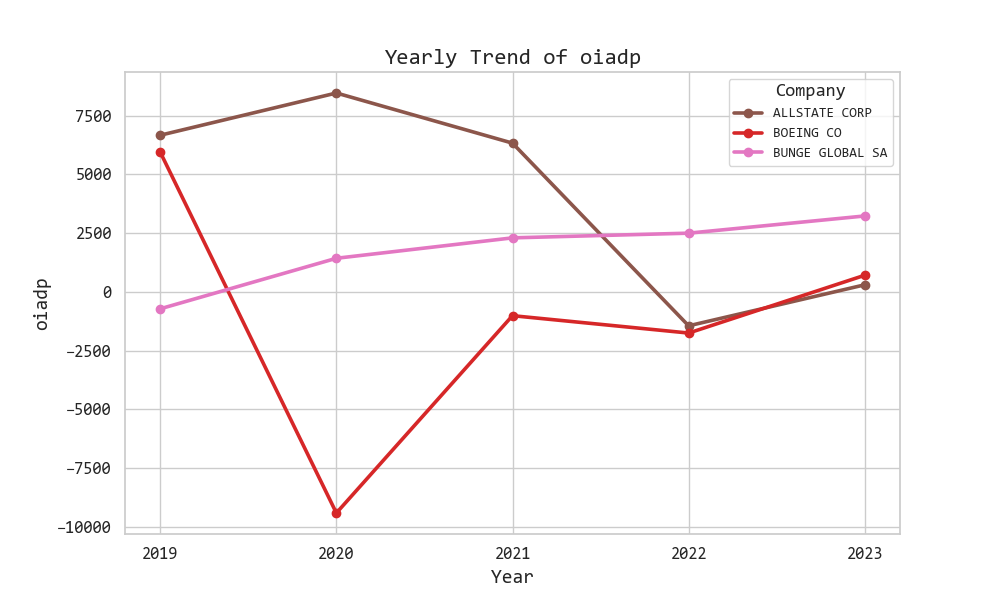 Yearly Trend of oiadp
Company
ALLSTATE CORP
BOEING CO
BUNGE GLOBAL SA
7500
5000
2500
0
−2500
−5000
−7500
−10000
oiadp
2019 2020 2021 2022 2023
Year